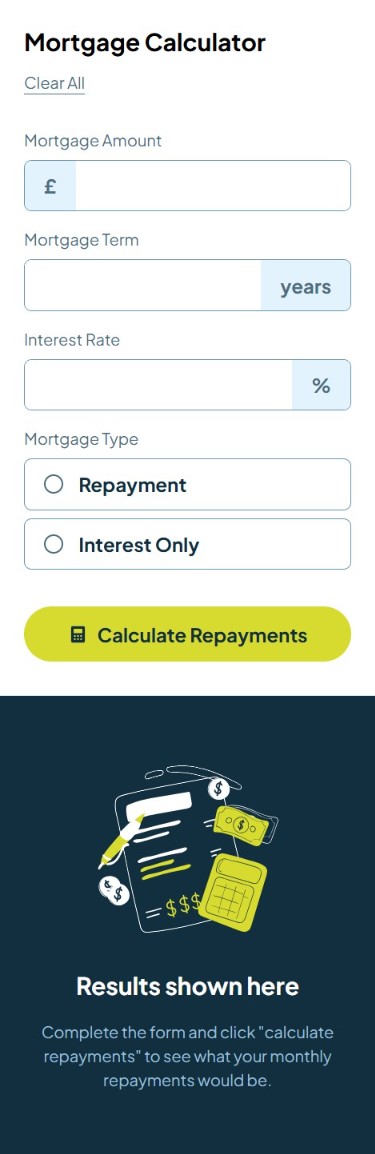 Mortgage Calculator
Clear All
Mortgage Amount
£
Mortgage Term
years
Interest Rate
%
Mortgage Type
Repayment
Interest Only
Calculate Repayments
$
$
$
$
$$$
Results shown here
Complete the form and click "calculate
repayments" to see what your monthly
repayments would be.